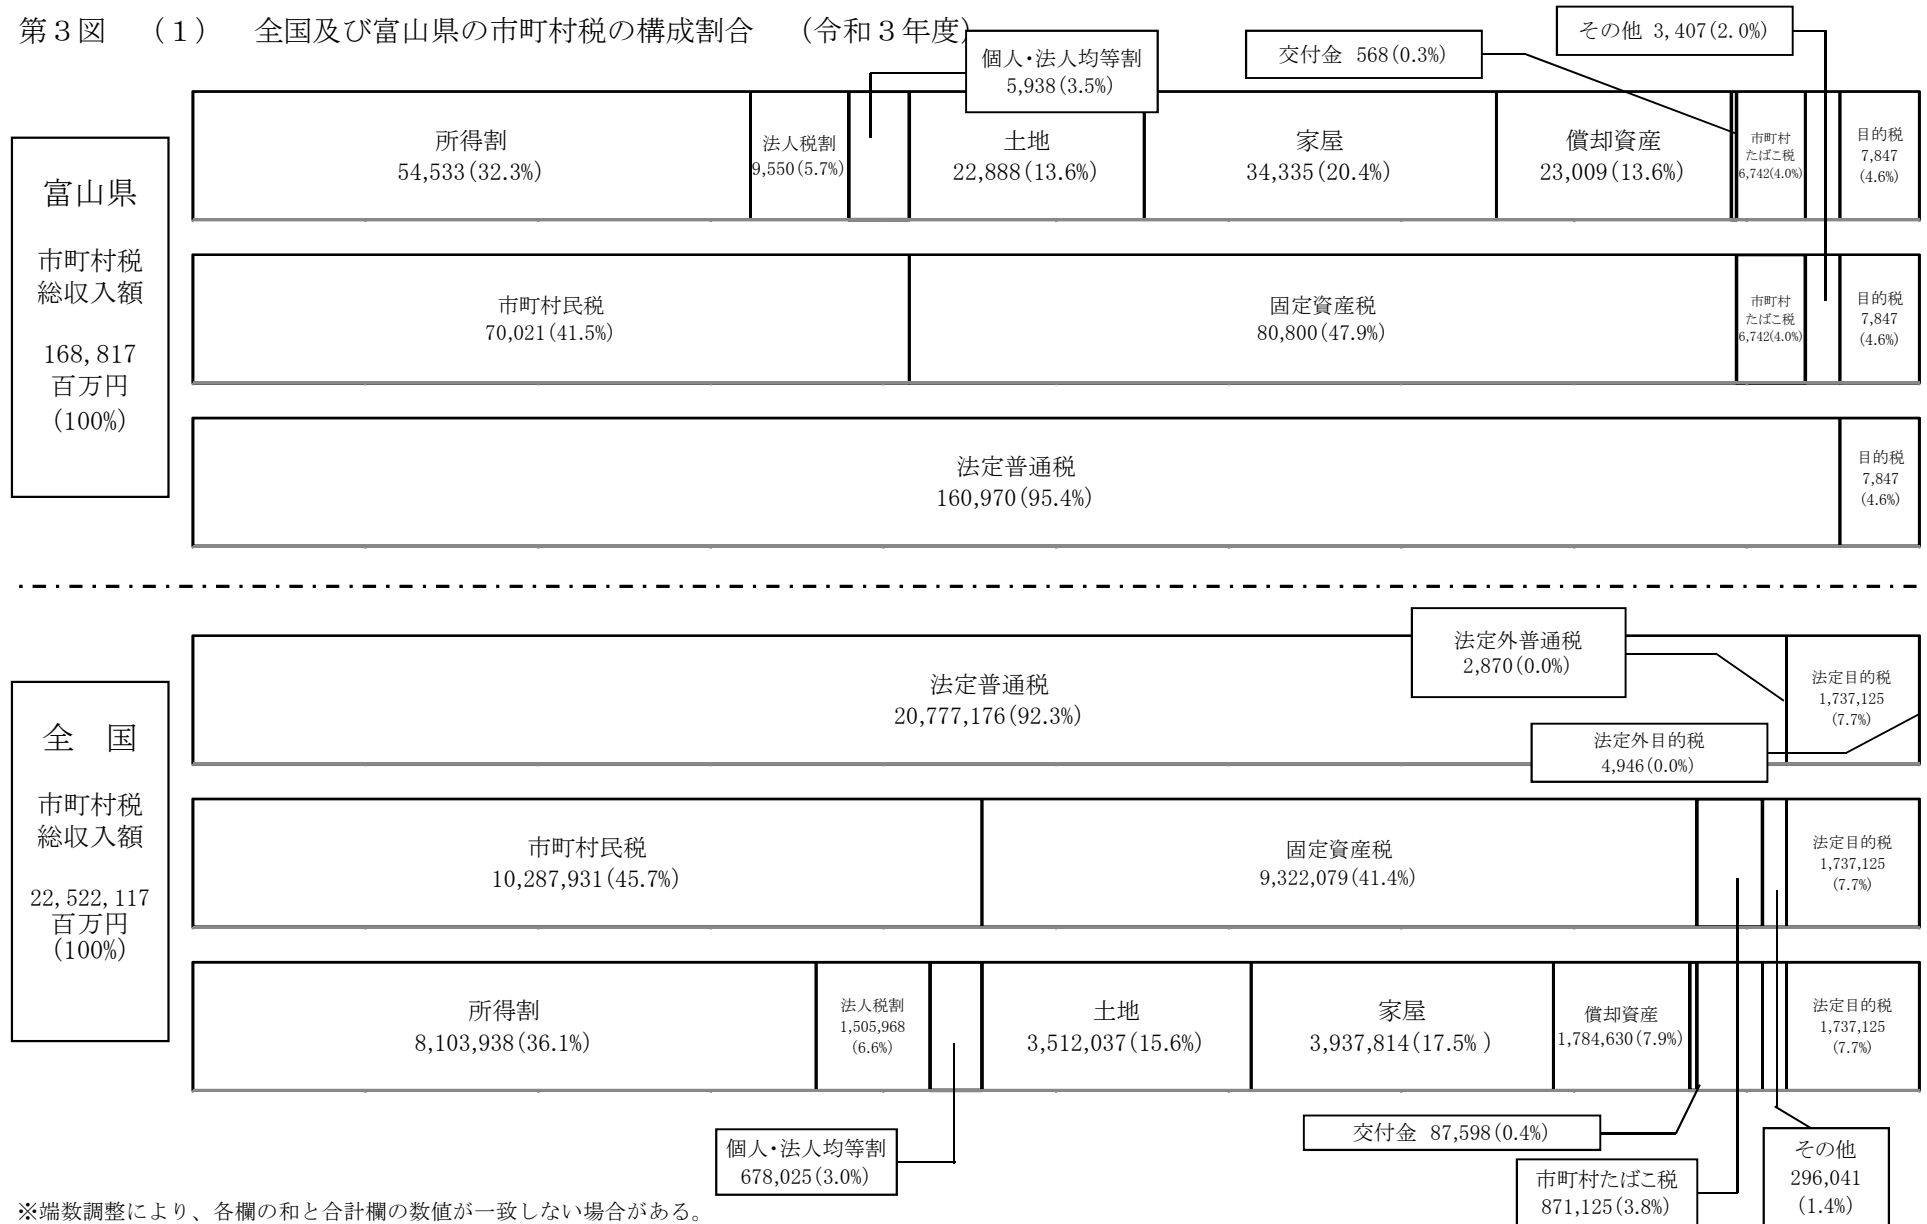 第３図　（１）　全国及び富山県の市町村税の構成割合　（令和３年度）
その他 3,407(2.0%)
交付金 568(0.3%)
個人・法人均等割
5,938(3.5%)
富山県
市町村税
総収入額
168,817
百万円
(100%)
所得割
54,533(32.3%)
法人税割
9,550(5.7%)
土地
22,888(13.6%)
家屋
34,335(20.4%)
償却資産
23,009(13.6%)
市町村
たばこ税
6,742(4.0%)
目的税
7,847
(4.6%)
市町村民税
70,021(41.5%)
固定資産税
80,800(47.9%)
市町村
たばこ税
6,742(4.0%)
目的税
7,847
(4.6%)
法定普通税
160,970(95.4%)
目的税
7,847
(4.6%)
全　国
市町村税
総収入額
22,522,117
百万円
(100%)
法定普通税
20,777,176(92.3%)
法定外普通税
2,870(0.0%)
法定目的税
1,737,125
(7.7%)
法定外目的税
4,946(0.0%)
市町村民税
10,287,931(45.7%)
固定資産税
9,322,079(41.4%)
法定目的税
1,737,125
(7.7%)
所得割
8,103,938(36.1%)
法人税割
1,505,968
(6.6%)
土地
3,512,037(15.6%)
家屋
3,937,814(17.5% )
償却資産
1,784,630(7.9%)
法定目的税
1,737,125
(7.7%)
個人・法人均等割
678,025(3.0%)
交付金 87,598(0.4%)
市町村たばこ税
871,125(3.8%)
その他
296,041
(1.4%)
※端数調整により、各欄の和と合計欄の数値が一致しない場合がある。